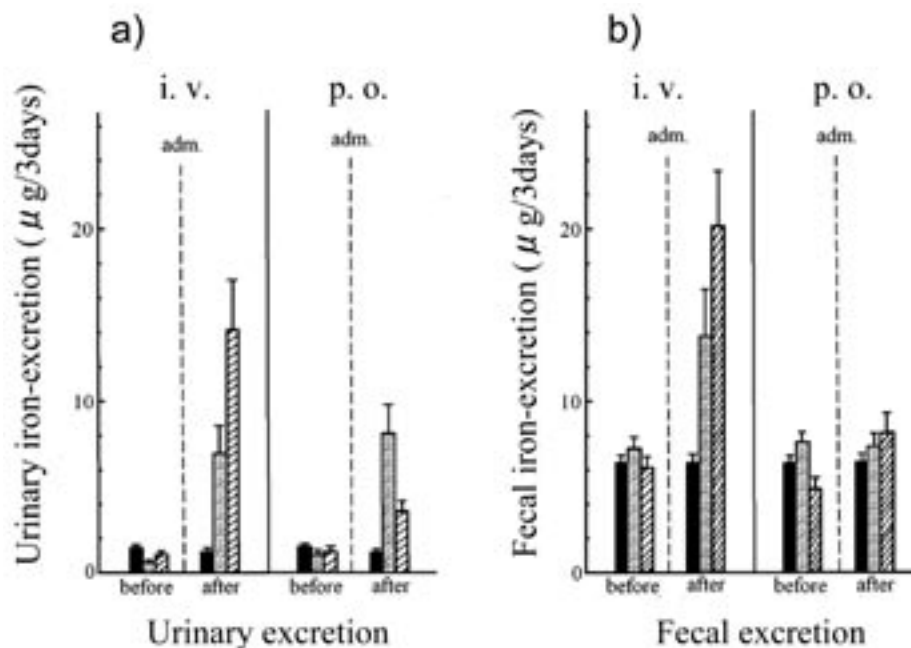 a)
i. v.
p. o.
adm.
adm.
Urinary iron-excretion ( μ g/3days)
20
10
0
before
after
before
after
Urinary excretion
b)
i. v.
p. o.
adm.
adm.
Fecal iron-excretion ( μ g/3days)
20
10
0
before
after
before
after
Fecal excretion